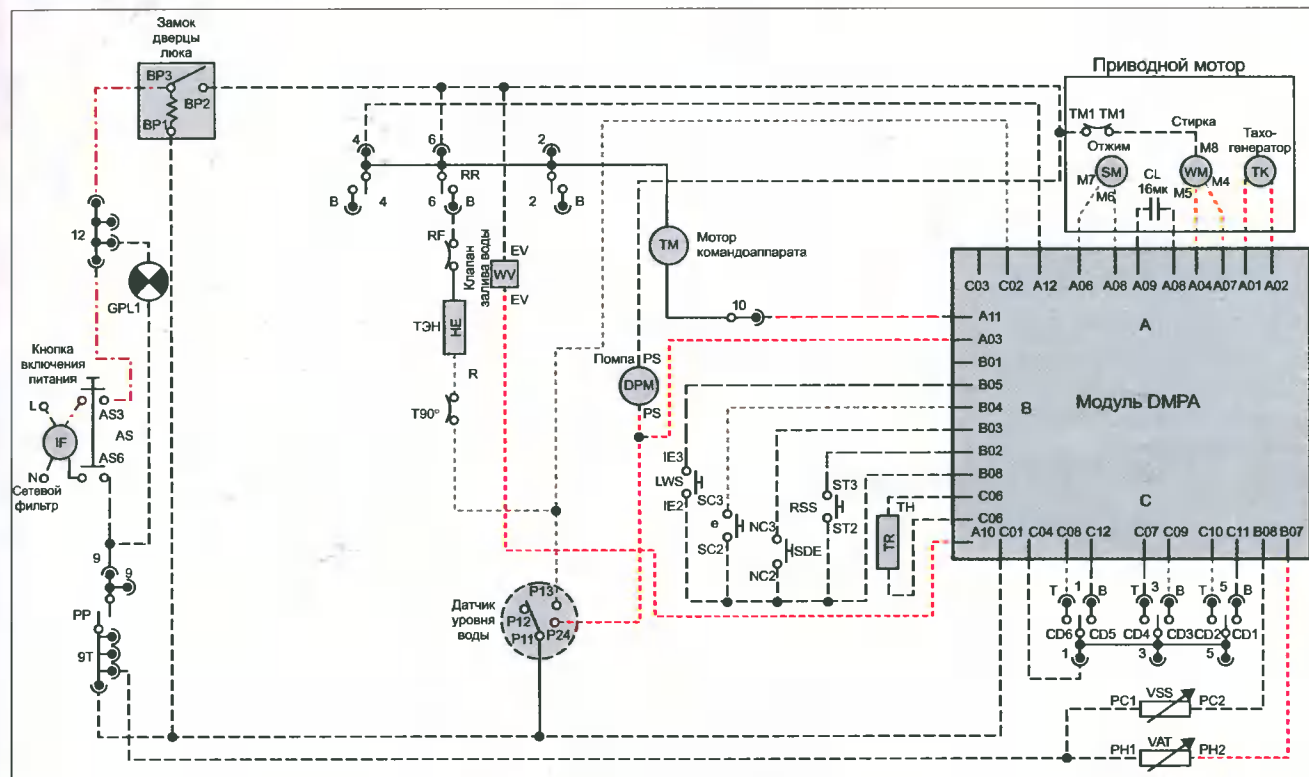 Замок
дверцы
люка
BP3
BP2
BP1
12
GPL1
Кнопка
включения
питания
L
AS3
IF
AS
AS6
N
Сетевой
фильтр
9
9
PP
9T
4
6
2
RR
B
4
6
B
2
B
RF
Клапан
залива воды
EV
WV
EV
ТЭН
HE
R
T90°
TM
Мотор
командоаппарата
10
Помпа
PS
DPM
PS
Датчик
уровня
воды
P13
P12
P11
P24
IE3
LWS
IE2
SC3
e
SC2
NC3
SDE
NC2
ST3
RSS
ST2
TH
TR
Приводной мотор
TM1
TM1
Стирка
Тахо-
генератор
Отжим
M8
M7
SM
M6
CL
16мк
WM
M5
M4
TK
C03
C02
A12
A06
A08
A09
A08
A04
A07
A01
A02
A11
A
A03
B01
B05
B04
B
Модуль DMPA
B03
B02
B08
C06
C
C06
A10
C01
C04
C08
C12
C07
C09
C10
C11
B08
B07
T
1
B
T
3
B
T
5
B
CD6
CD5
CD4
CD3
CD2
CD1
1
3
5
PC1
VSS
PC2
PH1
VAT
PH2